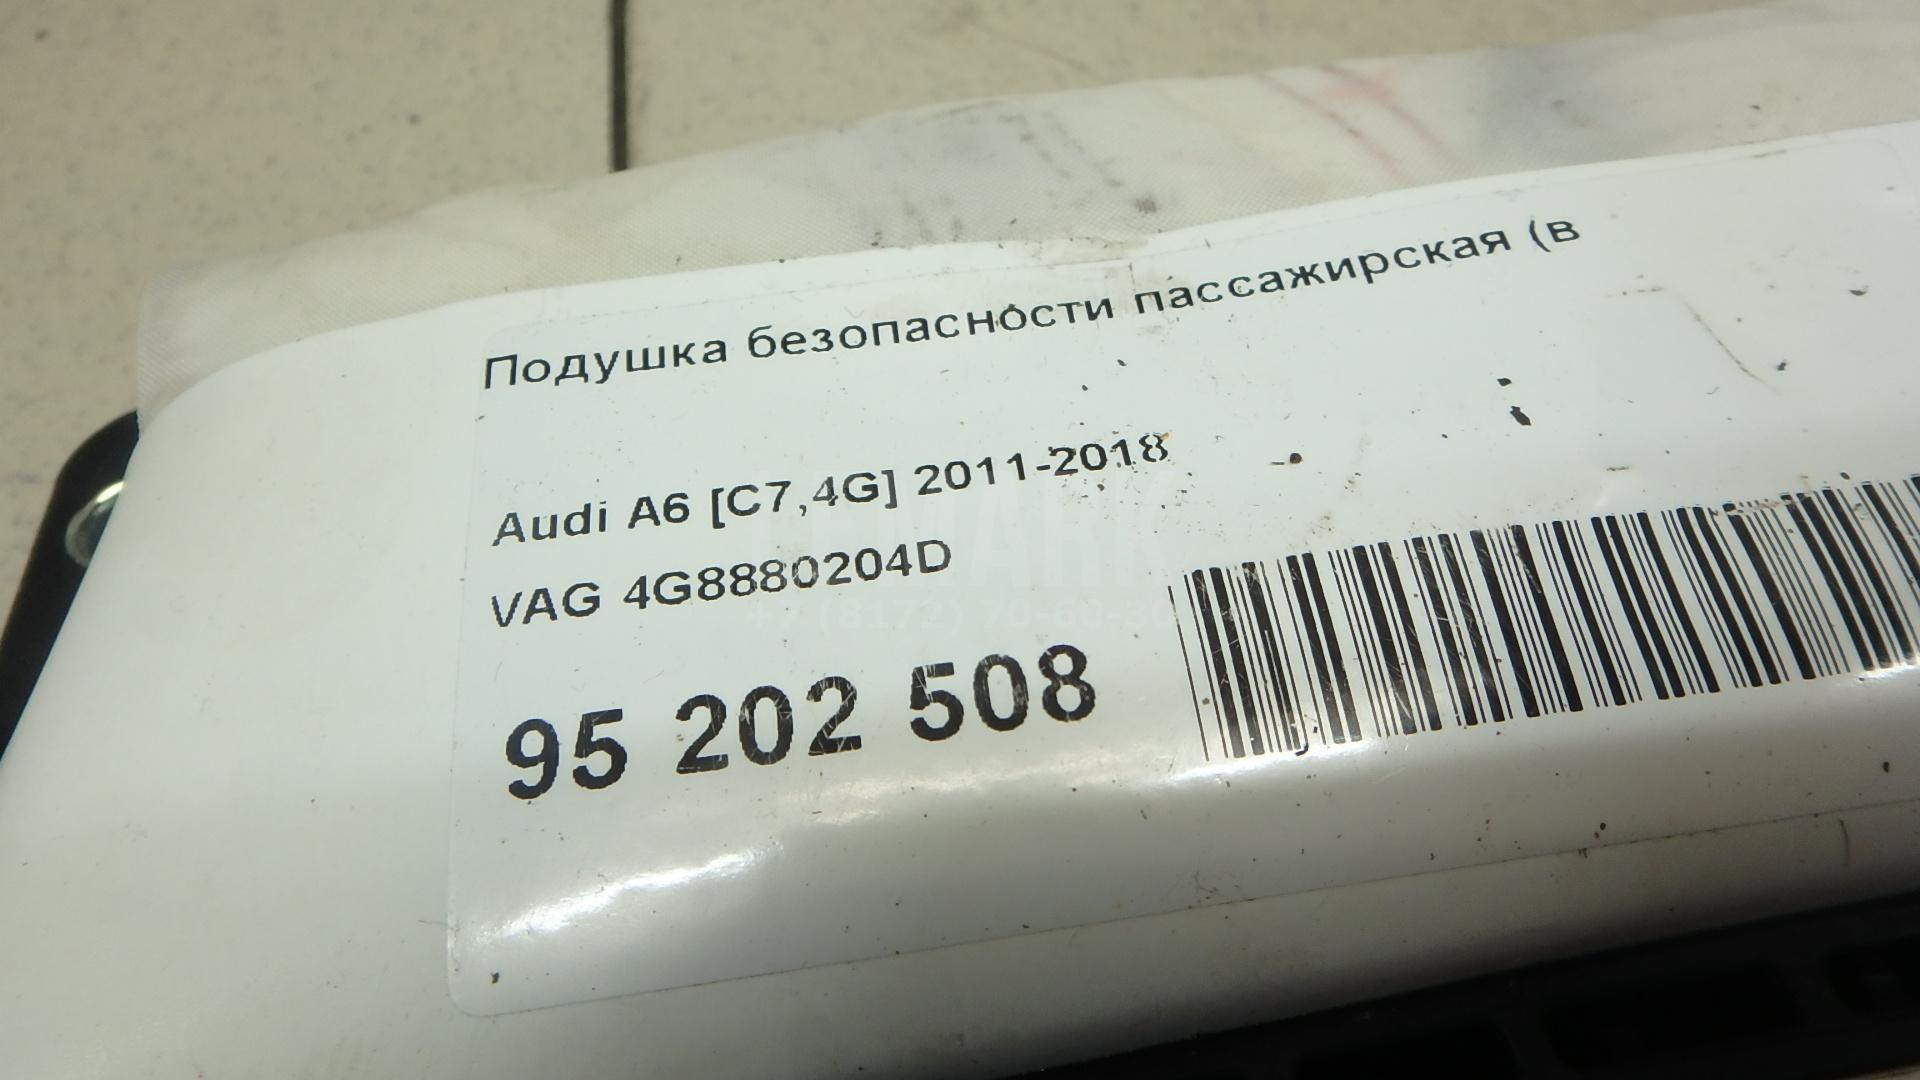 Подушка безопасности пассажирская (в
Audi A6 [C7,4G] 2011-2018
VAG 4G8880204D
95 202 508